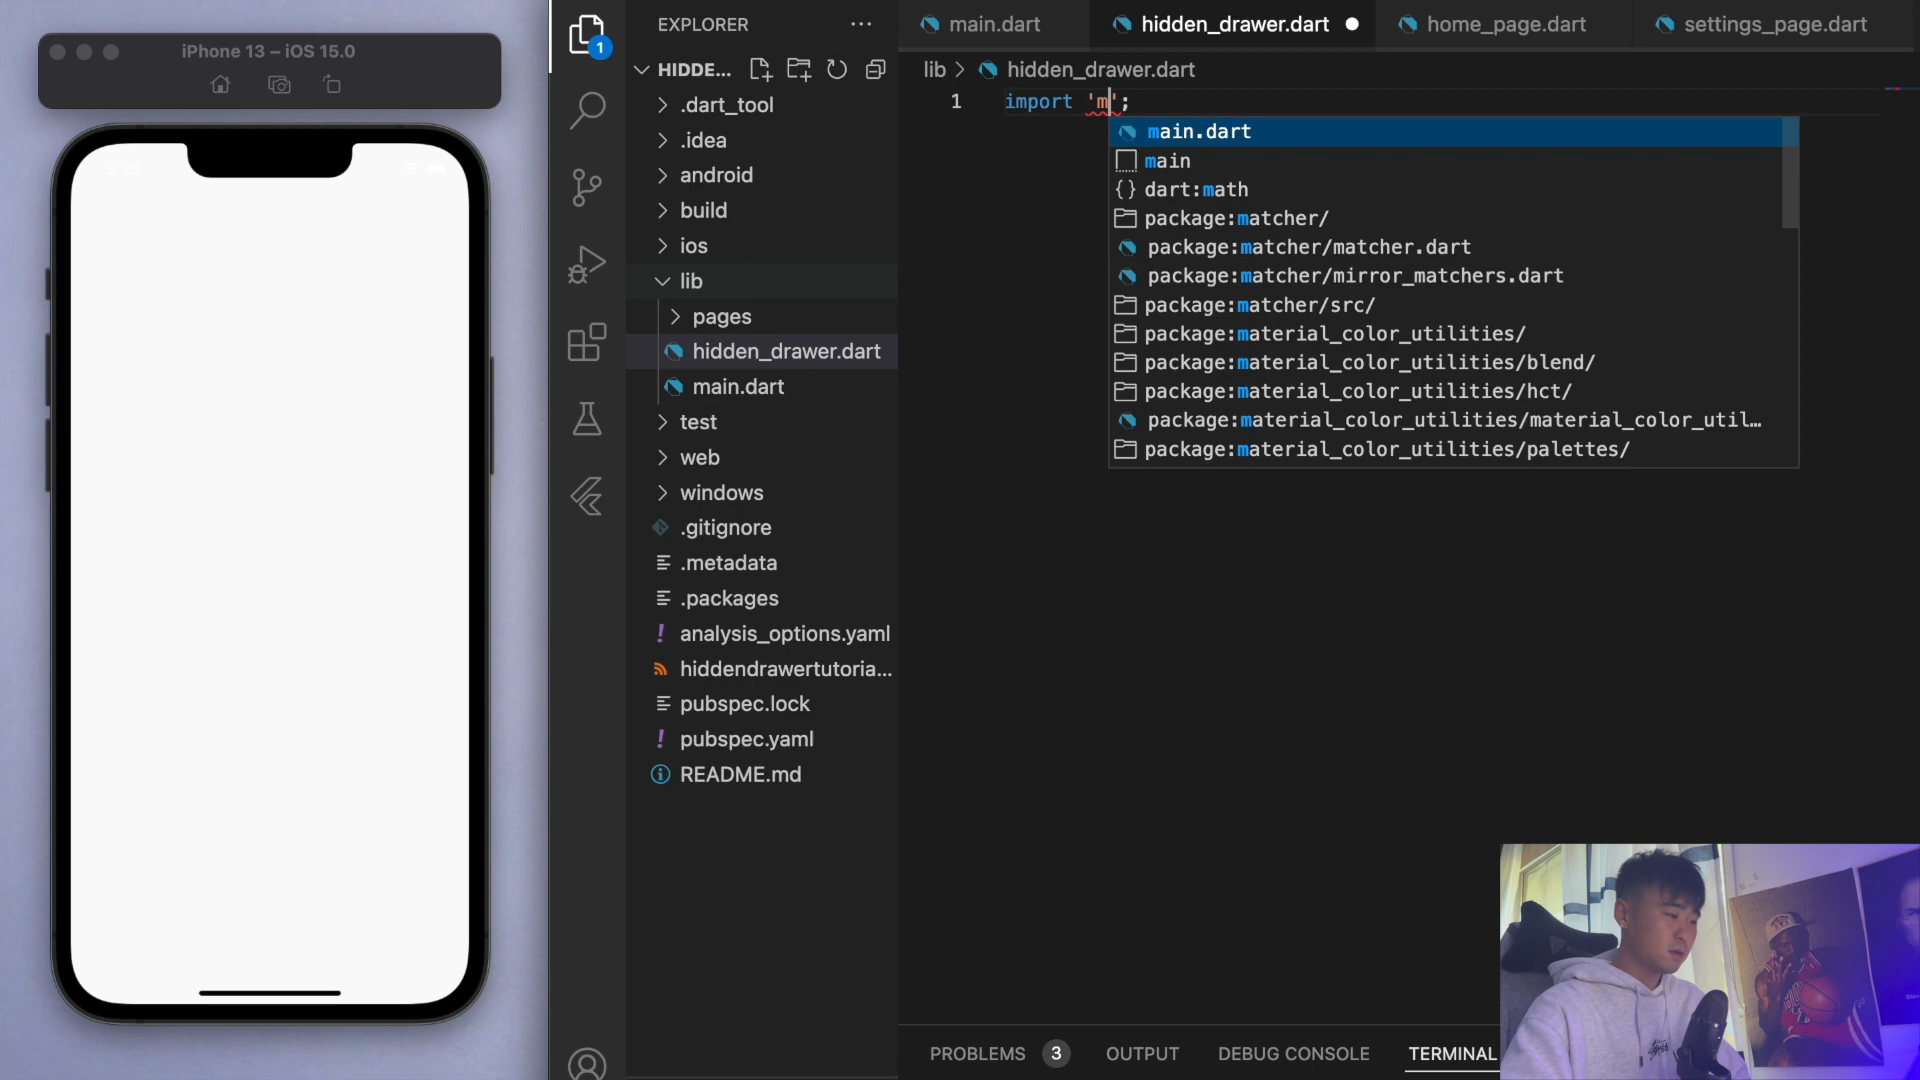 iPhone 13 – iOS 15.0
1
EXPLORER
HIDDE...
.dart_tool
.idea
android
build
ios
lib
pages
hidden_drawer.dart
main.dart
test
web
windows
.gitignore
.metadata
.packages
analysis_options.yaml
hiddendrawertutoria...
pubspec.lock
pubspec.yaml
README.md
main.dart
hidden_drawer.dart
home_page.dart
settings_page.dart
lib > hidden_drawer.dart
1 import 'm';
main.dart
main
{} dart:math
package:matcher/
package:matcher/matcher.dart
package:matcher/mirror_matchers.dart
package:matcher/src/
package:material_color_utilities/
package:material_color_utilities/blend/
package:material_color_utilities/hct/
package:material_color_utilities/material_color_util...
package:material_color_utilities/palettes/
PROBLEMS 3 OUTPUT DEBUG CONSOLE TERMINAL